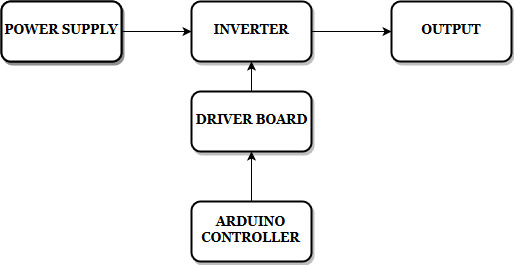 POWER SUPPLY
INVERTER
OUTPUT
DRIVER BOARD
ARDUINO
CONTROLLER